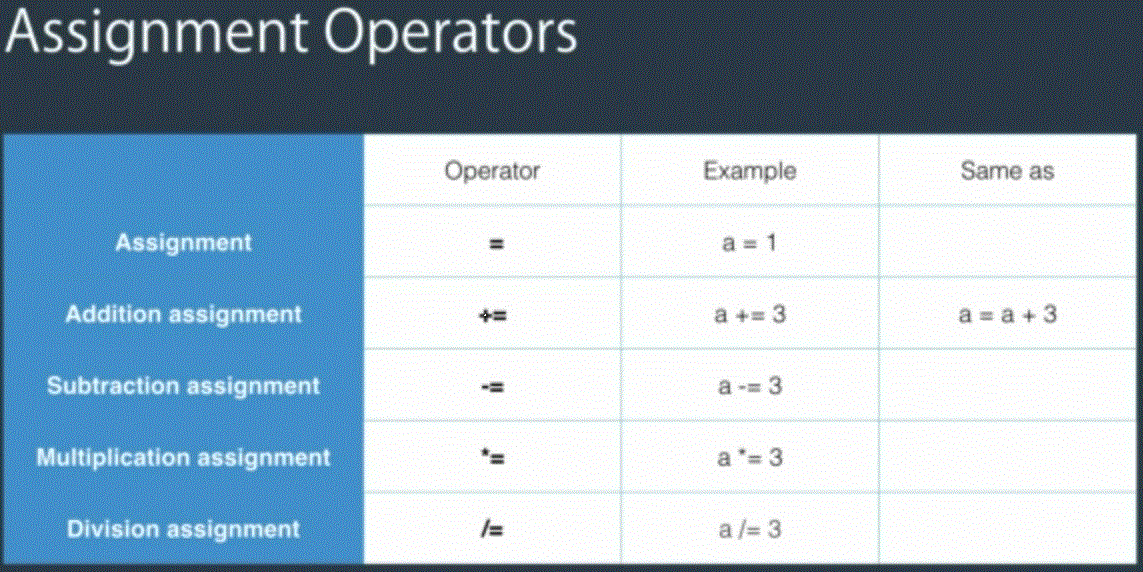 Assignment Operators
Operator Example Same as
Assignment = a = 1
Addition assignment += a += 3 a = a + 3
Subtraction assignment -= a -= 3
Multiplication assignment *= a *= 3
Division assignment /= a /= 3